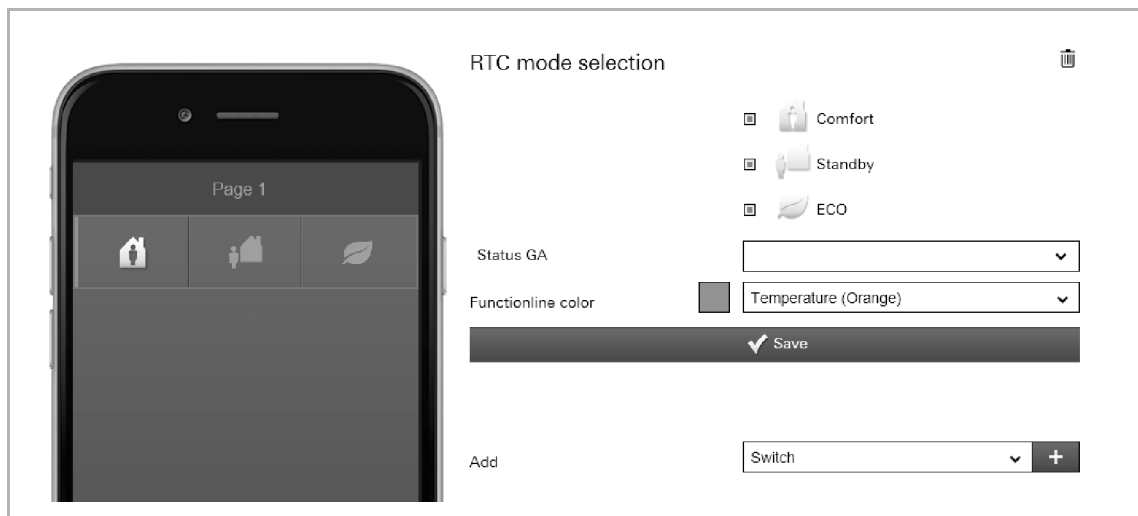 RTC mode selection
Comfort
Standby
Page 1
ECO
Status GA
Functionline color
Temperature (Orange)
Save
Add
Switch